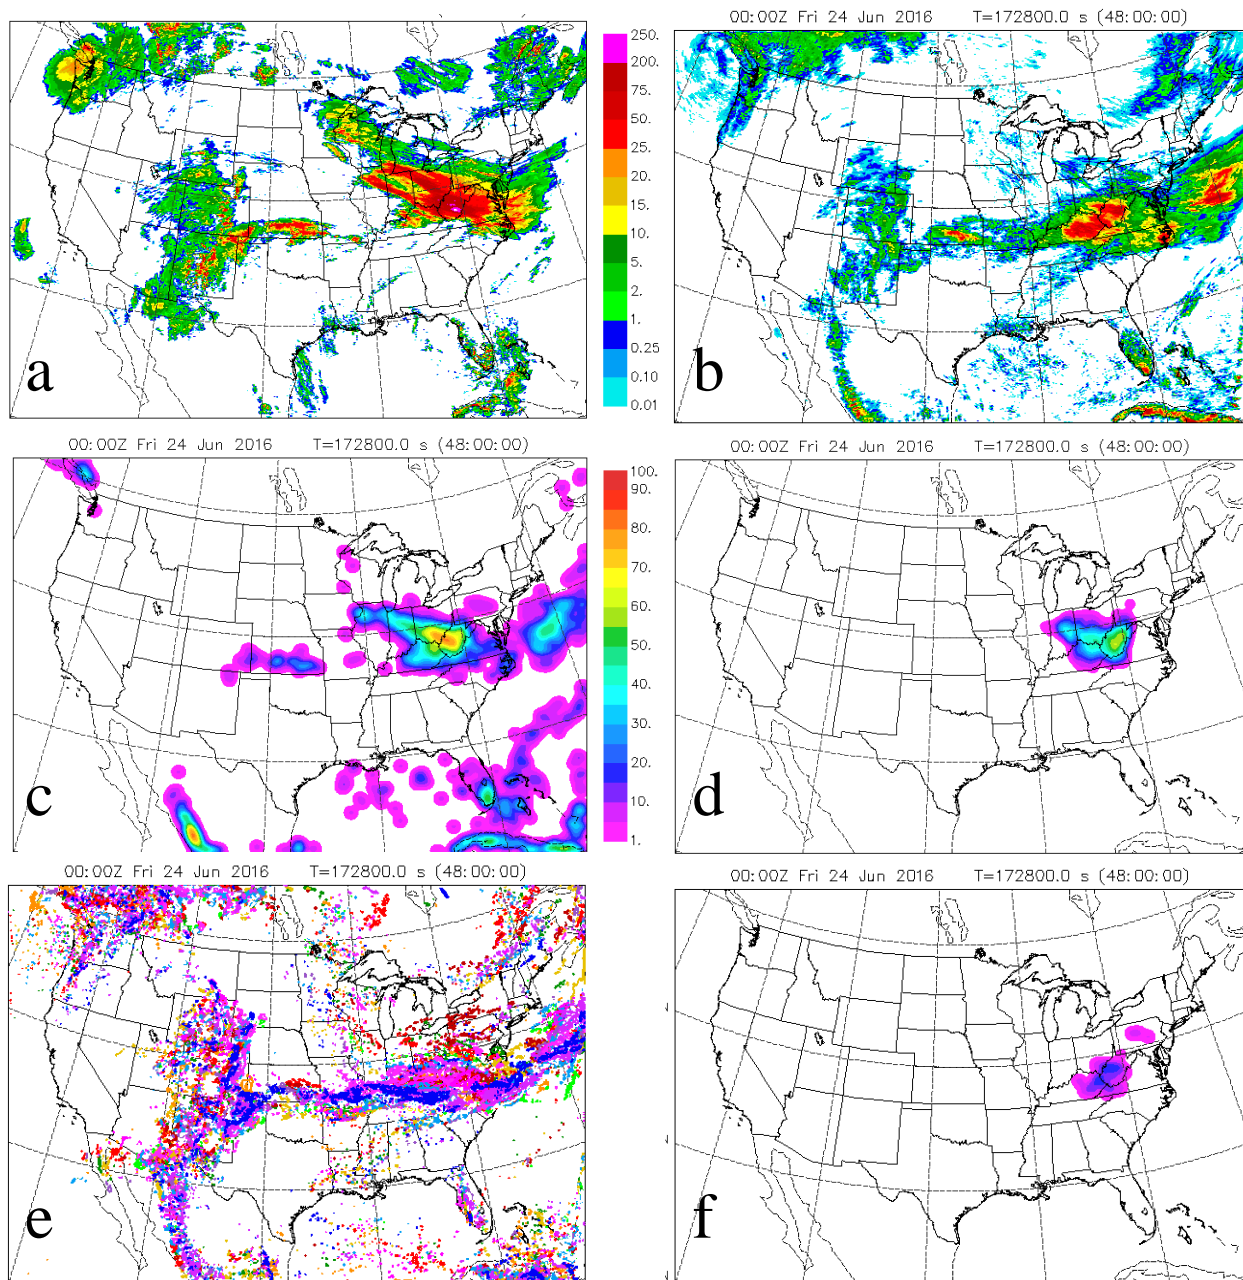 00:00Z Fri 24 Jun 2016 T=172800.0 s (48:00:00)
250.
200.
75.
50.
25.
20.
15.
10.
5.
2.
1.
0.25
0.10
0.01
a
b
00:00Z Fri 24 Jun 2016 T=172800.0 s (48:00:00)
00:00Z Fri 24 Jun 2016 T=172800.0 s (48:00:00)
100.
90.
80.
70.
60.
50.
40.
30.
20.
10.
1.
c
d
00:00Z Fri 24 Jun 2016 T=172800.0 s (48:00:00)
00:00Z Fri 24 Jun 2016 T=172800.0 s (48:00:00)
e
f